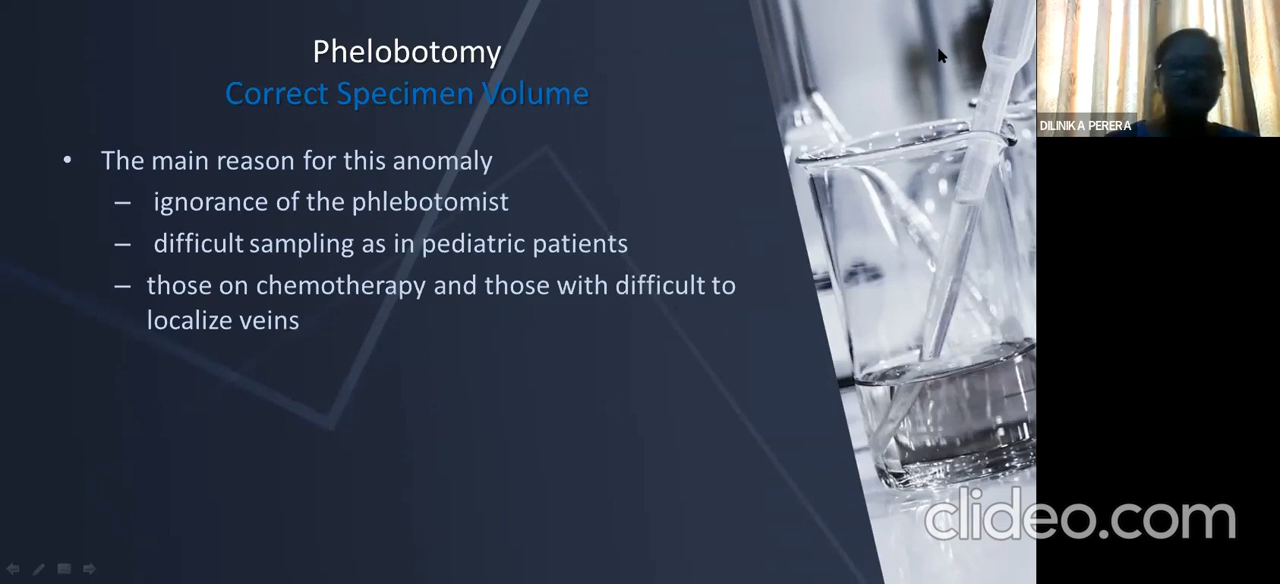 Phelobotomy
Correct Specimen Volume
• The main reason for this anomaly
– ignorance of the phlebotomist
– difficult sampling as in pediatric patients
– those on chemotherapy and those with difficult to
localize veins
DILINIKA PERERA
clideo.com